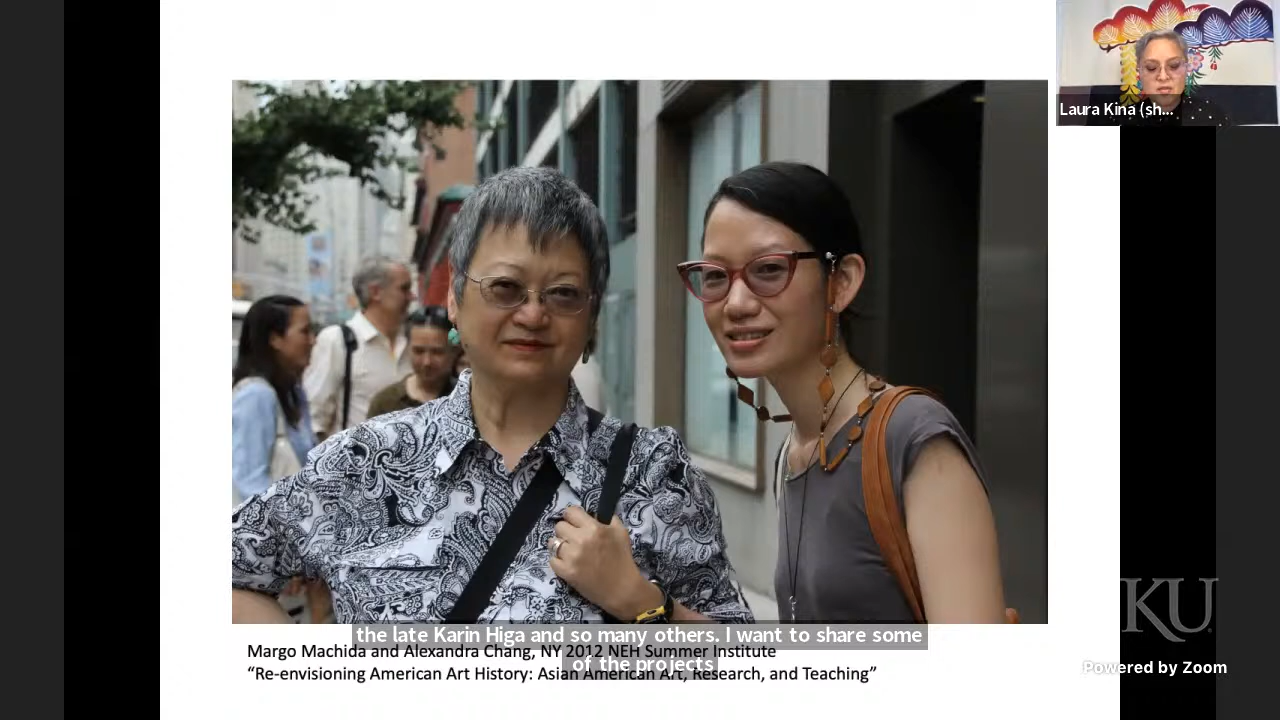 Laura Kina (sh...
the late Karin Higa and so many others. I want to share some
of the projects
Margo Machida and Alexandra Chang, NY 2012 NEH Summer Institute
“Re-envisioning American Art History: Asian American Art, Research, and Teaching”
KU
Powered by Zoom